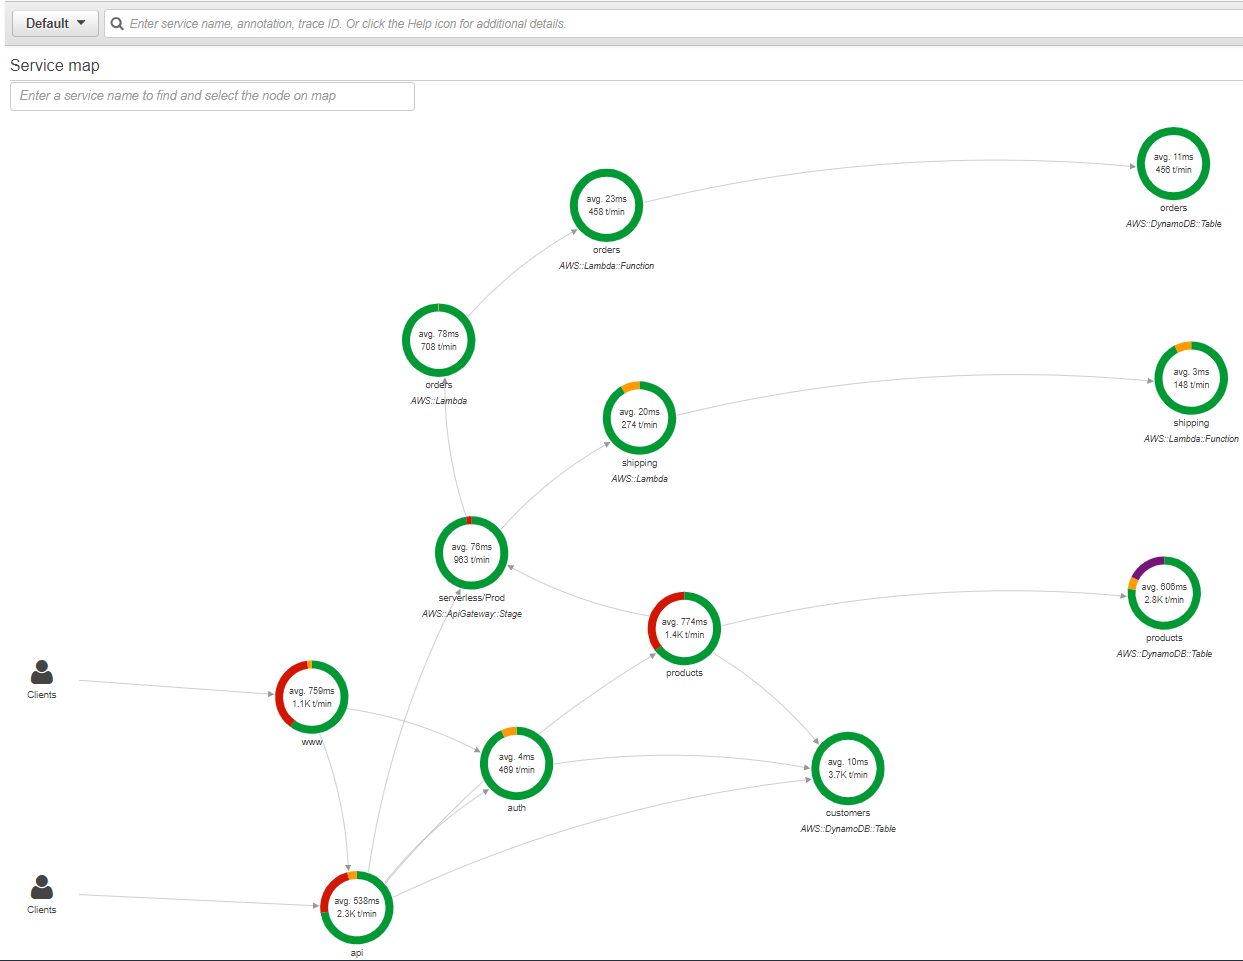 Default
Enter service name, annotation, trace ID. Or click the Help icon for additional details.
Service map
Enter a service name to find and select the node on map
avg. 11ms
456 t/min
orders
AWS::DynamoDB::Table
avg. 23ms
458 t/min
orders
AWS::Lambda::Function
avg. 78ms
708 t/min
orders
AWS::Lambda
avg. 3ms
148 t/min
shipping
AWS::Lambda::Function
avg. 20ms
274 t/min
shipping
AWS::Lambda
avg. 76ms
963 t/min
serverless/Prod
AWS::ApiGateway::Stage
avg. 606ms
2.8K t/min
products
AWS::DynamoDB::Table
avg. 774ms
1.4K t/min
products
Clients
avg. 759ms
1.1K t/min
www
avg. 4ms
469 t/min
auth
avg. 10ms
3.7K t/min
customers
AWS::DynamoDB::Table
Clients
avg. 538ms
2.3K t/min
api